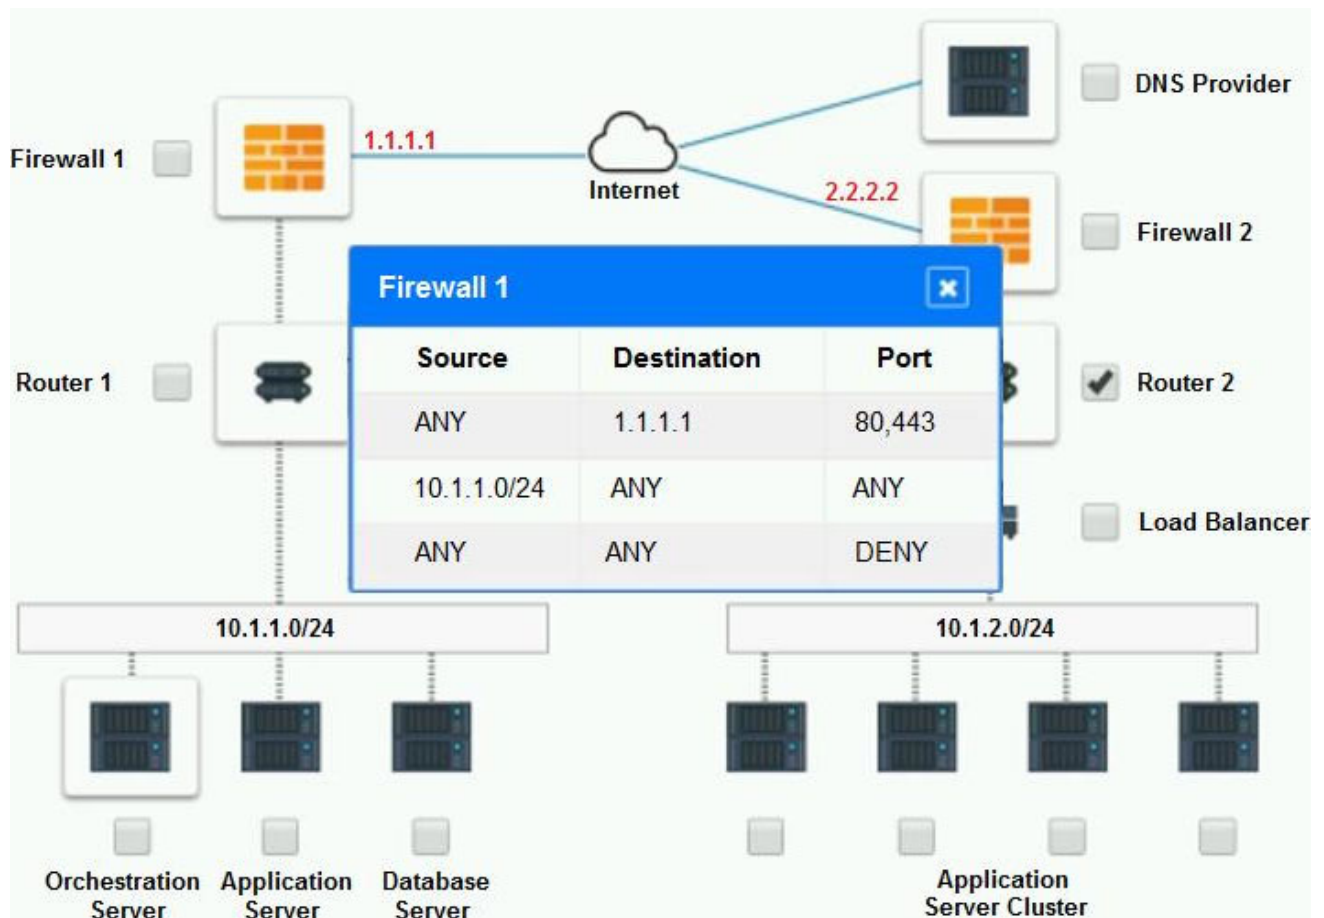 DNS Provider
Firewall 1
1.1.1.1
Internet
2.2.2.2
Firewall 2
Firewall 1
Source Destination Port
ANY 1.1.1.1 80,443
10.1.1.0/24 ANY ANY
ANY ANY DENY
Router 1
Router 2
Load Balancer
10.1.1.0/24
10.1.2.0/24
Orchestration
Server
Application
Server
Database
Server
Application
Server Cluster